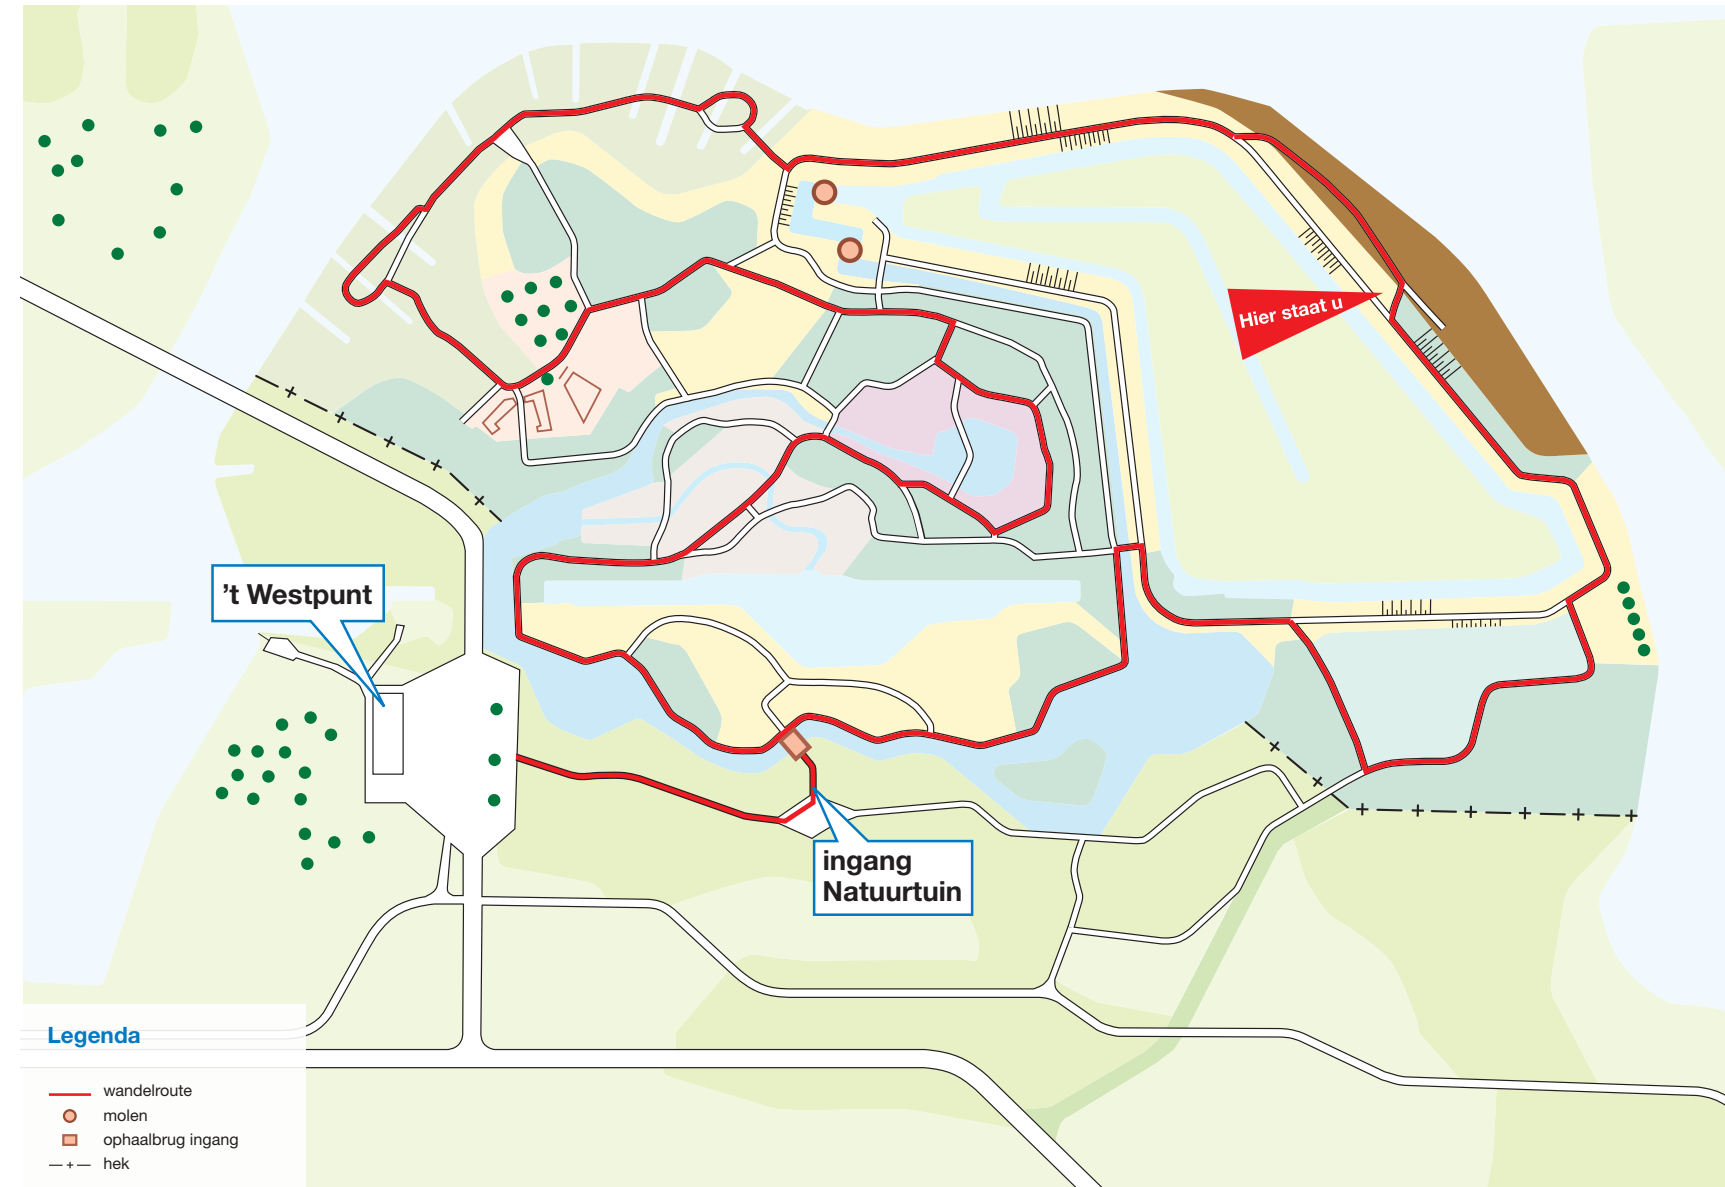 Hier staat u
’t Westpunt
ingang
Natuurtuin
Legenda
wandelroute
molen
ophaalbrug ingang
hek